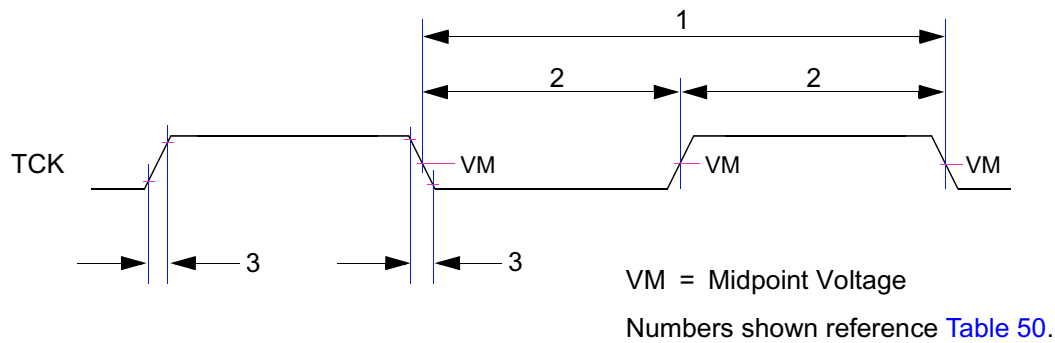 1
2 2
TCK
VM VM VM
3 3
VM = Midpoint Voltage
Numbers shown reference Table 50.